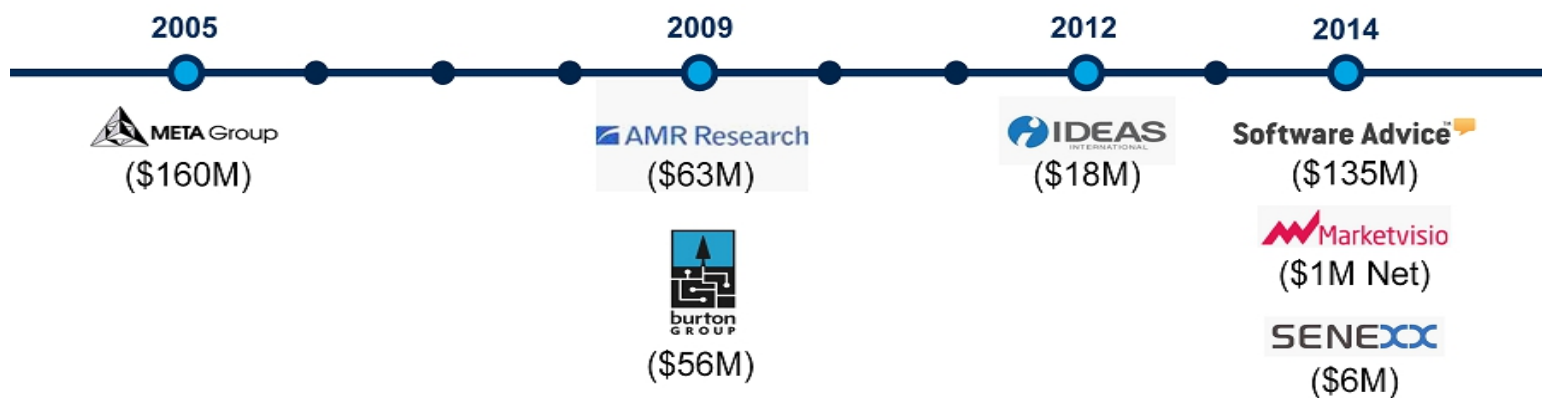 2005
2009
2012
2014
META Group
($160M)
AMR Research
($63M)
burton
GROUP
($56M)
IDEAS
INTERNATIONAL
($18M)
Software Advice™
($135M)
Marketvisio
($1M Net)
SENEXX
($6M)